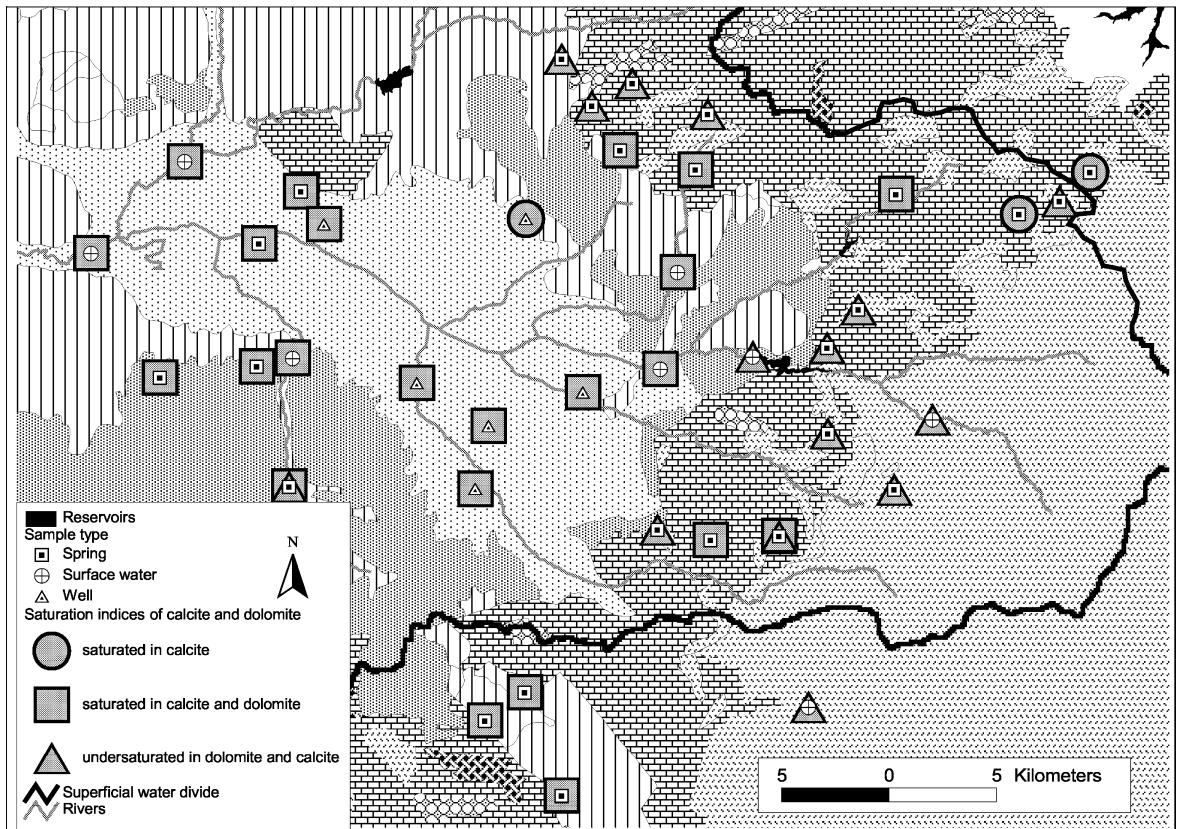 Reservoirs
Sample type
Spring
Surface water
Well
Saturation indices of calcite and dolomite
saturated in calcite
saturated in calcite and dolomite
undersaturated in dolomite and calcite
Superficial water divide
Rivers
N
5 0 5 Kilometers